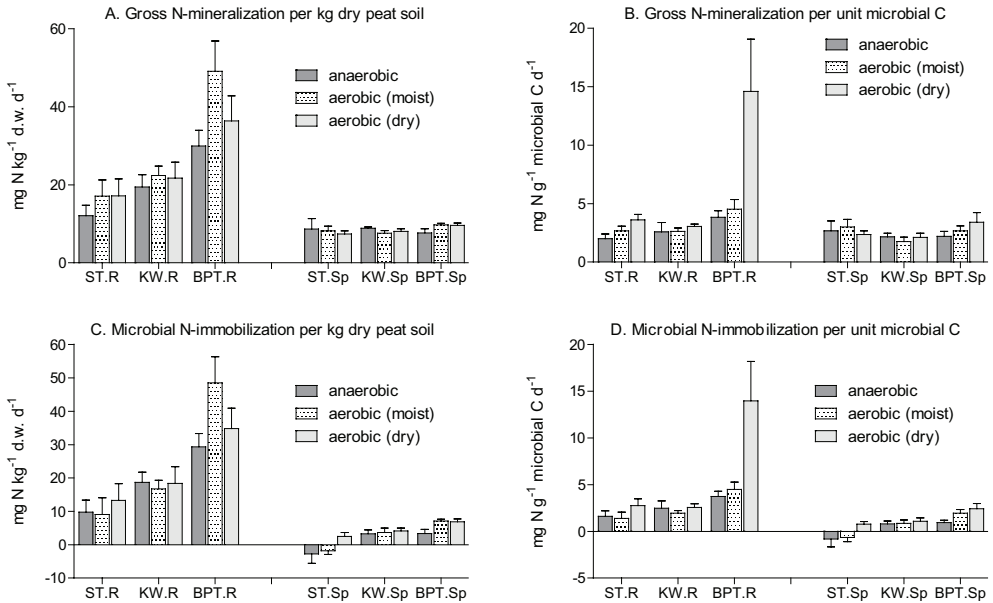 A. Gross N-mineralization per kg dry peat soil
mg N kg⁻¹ d.w. d⁻¹
60
40
20
0
anaerobic
aerobic (moist)
aerobic (dry)
ST.R KW.R BPT.R ST.Sp KW.Sp BPT.Sp
B. Gross N-mineralization per unit microbial C
mg N g⁻¹ microbial C d⁻¹
20
15
10
5
0
anaerobic
aerobic (moist)
aerobic (dry)
ST.R KW.R BPT.R ST.Sp KW.Sp BPT.Sp
C. Microbial N-immobilization per kg dry peat soil
mg N kg⁻¹ d.w. d⁻¹
60
50
40
30
20
10
0
-10
anaerobic
aerobic (moist)
aerobic (dry)
ST.R KW.R BPT.R ST.Sp KW.Sp BPT.Sp
D. Microbial N-immobilization per unit microbial C
mg N g⁻¹ microbial C d⁻¹
20
15
10
5
0
-5
anaerobic
aerobic (moist)
aerobic (dry)
ST.R KW.R BPT.R ST.Sp KW.Sp BPT.Sp